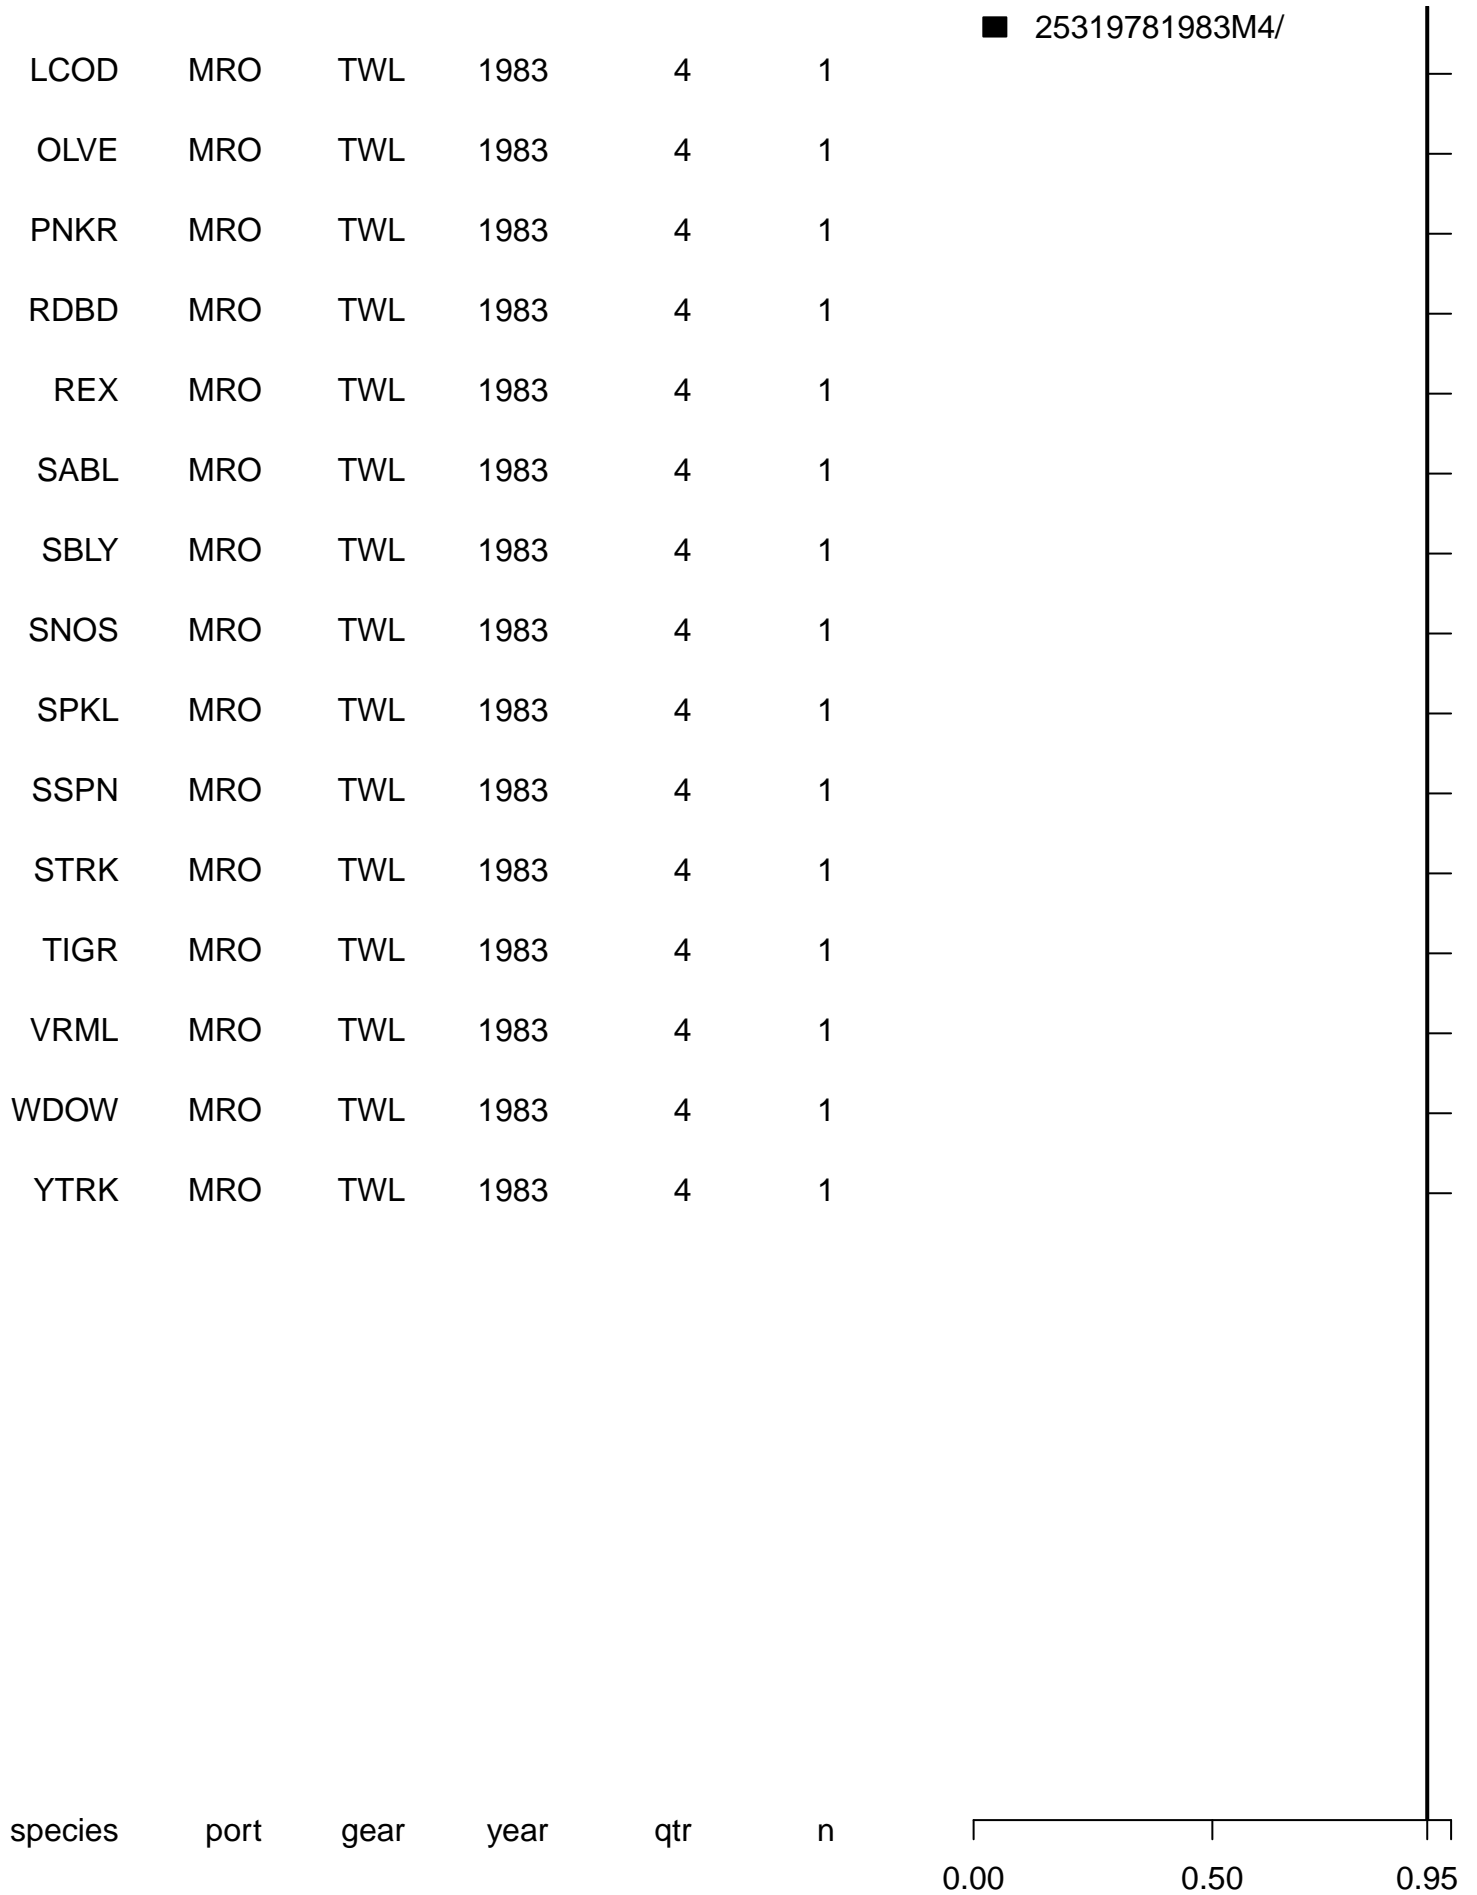 25319781983M4/
LCOD MRO TWL 1983 4 1
OLVE MRO TWL 1983 4 1
PNKR MRO TWL 1983 4 1
RDBD MRO TWL 1983 4 1
REX MRO TWL 1983 4 1
SABL MRO TWL 1983 4 1
SBLY MRO TWL 1983 4 1
SNOS MRO TWL 1983 4 1
SPKL MRO TWL 1983 4 1
SSPN MRO TWL 1983 4 1
STRK MRO TWL 1983 4 1
TIGR MRO TWL 1983 4 1
VRML MRO TWL 1983 4 1
WDOW MRO TWL 1983 4 1
YTRK MRO TWL 1983 4 1
species port gear year qtr n
0.00 0.50 0.95